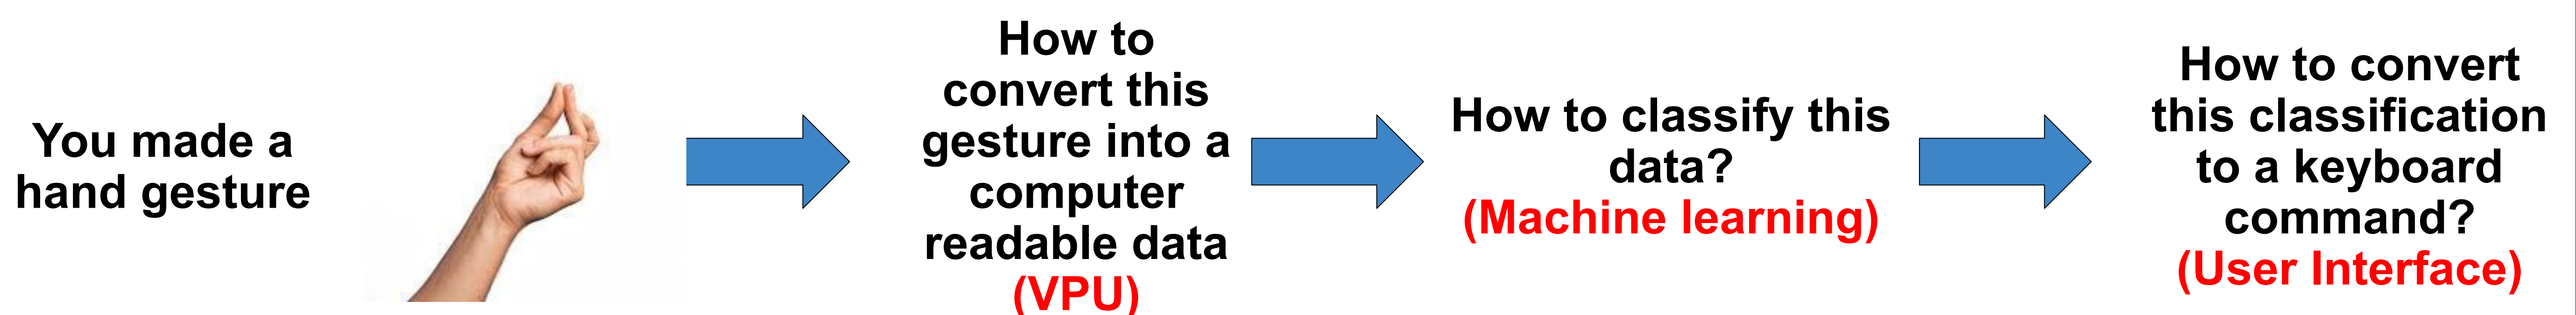 You made a
hand gesture
How to
convert this
gesture into a
computer
readable data
(VPU)
How to classify this
data?
(Machine learning)
How to convert
this classification
to a keyboard
command?
(User Interface)